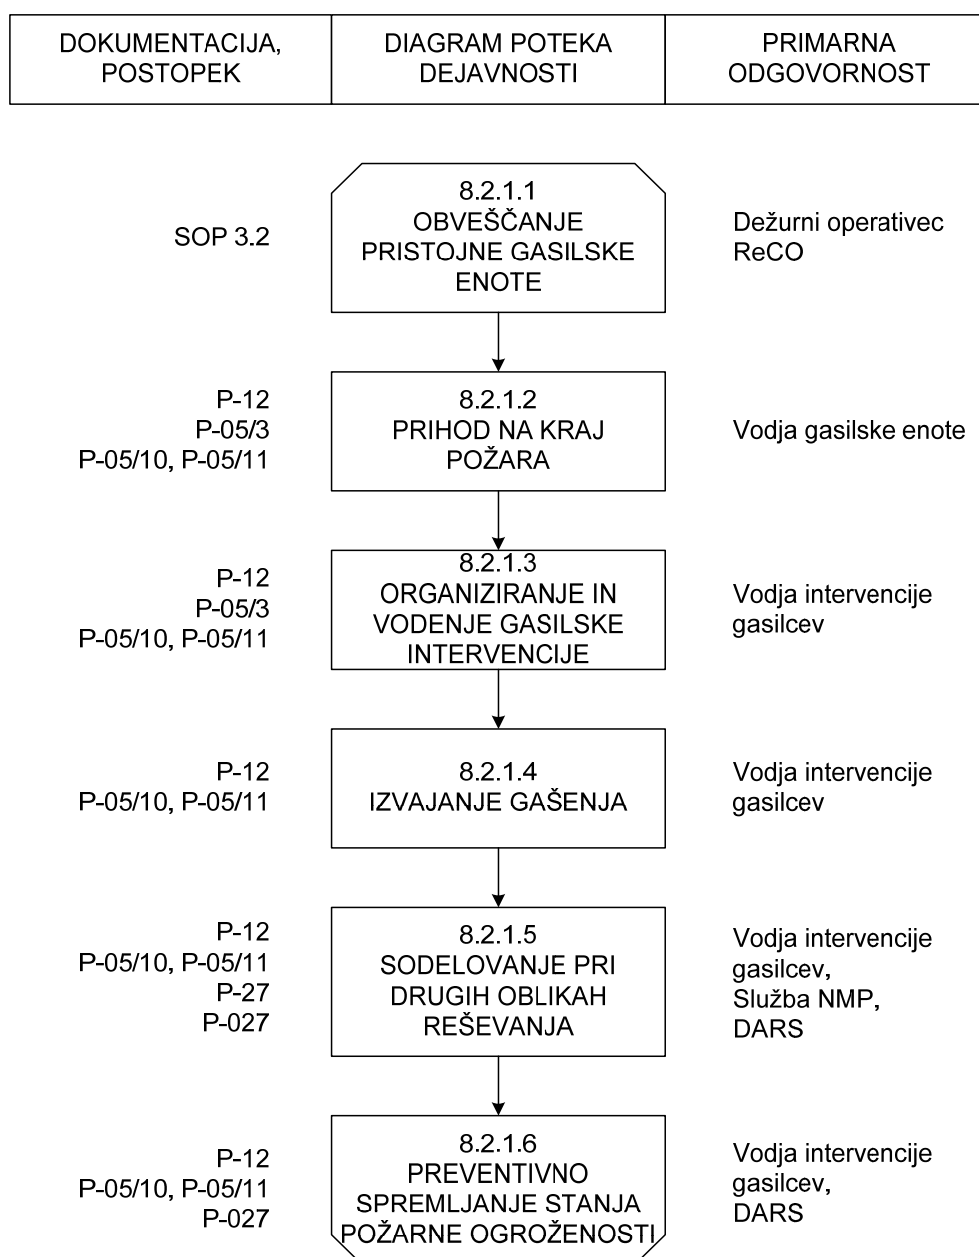 DOKUMENTACIJA,
POSTOPEK
DIAGRAM POTEKA
DEJAVNOSTI
PRIMARNA
ODGOVORNOST
SOP 3.2
8.2.1.1
OBVEŠČANJE
PRISTOJNE GASILSKE
ENOTE
Dežurni operativec
ReCO
P-12
P-05/3
P-05/10, P-05/11
8.2.1.2
PRIHOD NA KRAJ
POŽARA
Vodja gasilske enote
P-12
P-05/3
P-05/10, P-05/11
8.2.1.3
ORGANIZIRANJE IN
VODENJE GASILSKE
INTERVENCIJE
Vodja intervencije
gasilcev
P-12
P-05/10, P-05/11
8.2.1.4
IZVAJANJE GAŠENJA
Vodja intervencije
gasilcev
P-12
P-05/10, P-05/11
P-27
P-027
8.2.1.5
SODELOVANJE PRI
DRUGIH OBLIKAH
REŠEVANJA
Vodja intervencije
gasilcev,
Služba NMP,
DARS
P-12
P-05/10, P-05/11
P-027
8.2.1.6
PREVENTIVNO
SPREMLJANJE STANJA
POŽARNE OGROŽENOSTI
Vodja intervencije
gasilcev,
DARS